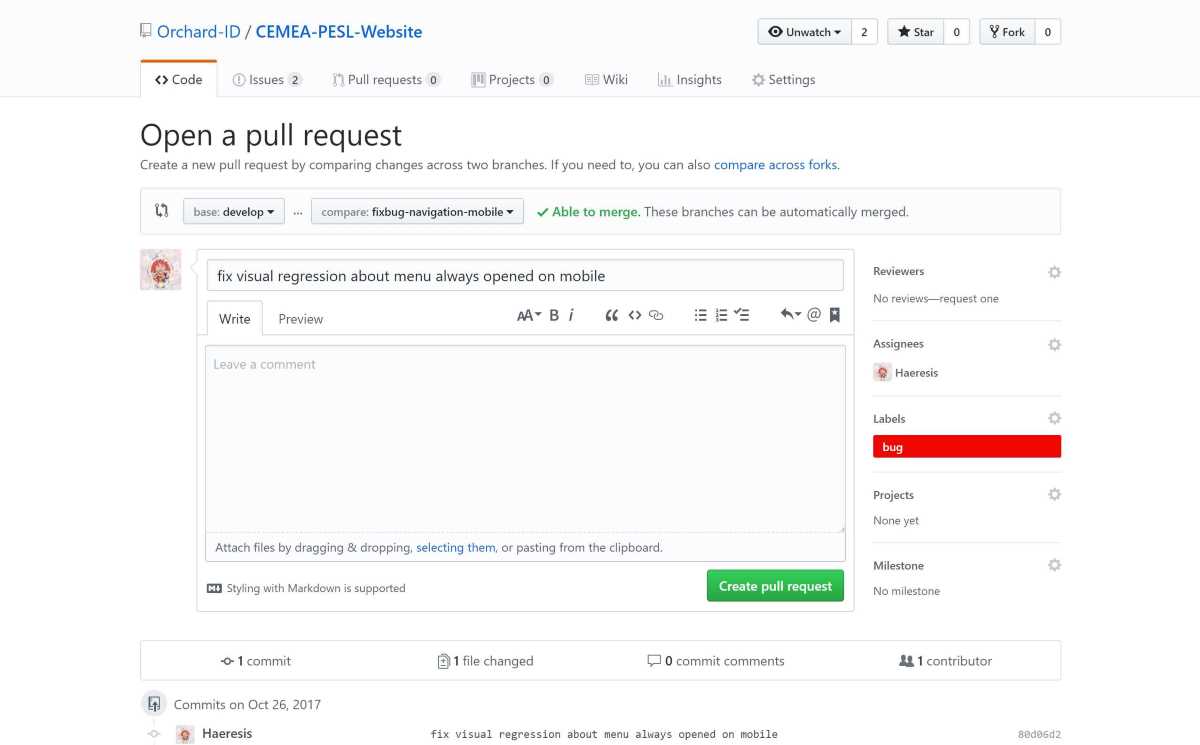 Orchard-ID / CEMEA-PESL-Website
Unwatch 2 Star 0 Fork 0
Code Issues 2 Pull requests 0 Projects 0 Wiki Insights Settings
Open a pull request
Create a new pull request by comparing changes across two branches. If you need to, you can also compare across forks.
base: develop ... compare: fixbug-navigation-mobile Able to merge. These branches can be automatically merged.
fix visual regression about menu always opened on mobile
Write Preview AA B i @
Leave a comment
Attach files by dragging & dropping, selecting them, or pasting from the clipboard.
Styling with Markdown is supported
Create pull request
Reviewers
No reviews—request one
Assignees
Haeresis
Labels
bug
Projects
None yet
Milestone
No milestone
1 commit 1 file changed 0 commit comments 1 contributor
Commits on Oct 26, 2017
Haeresis fix visual regression about menu always opened on mobile 80d06d2